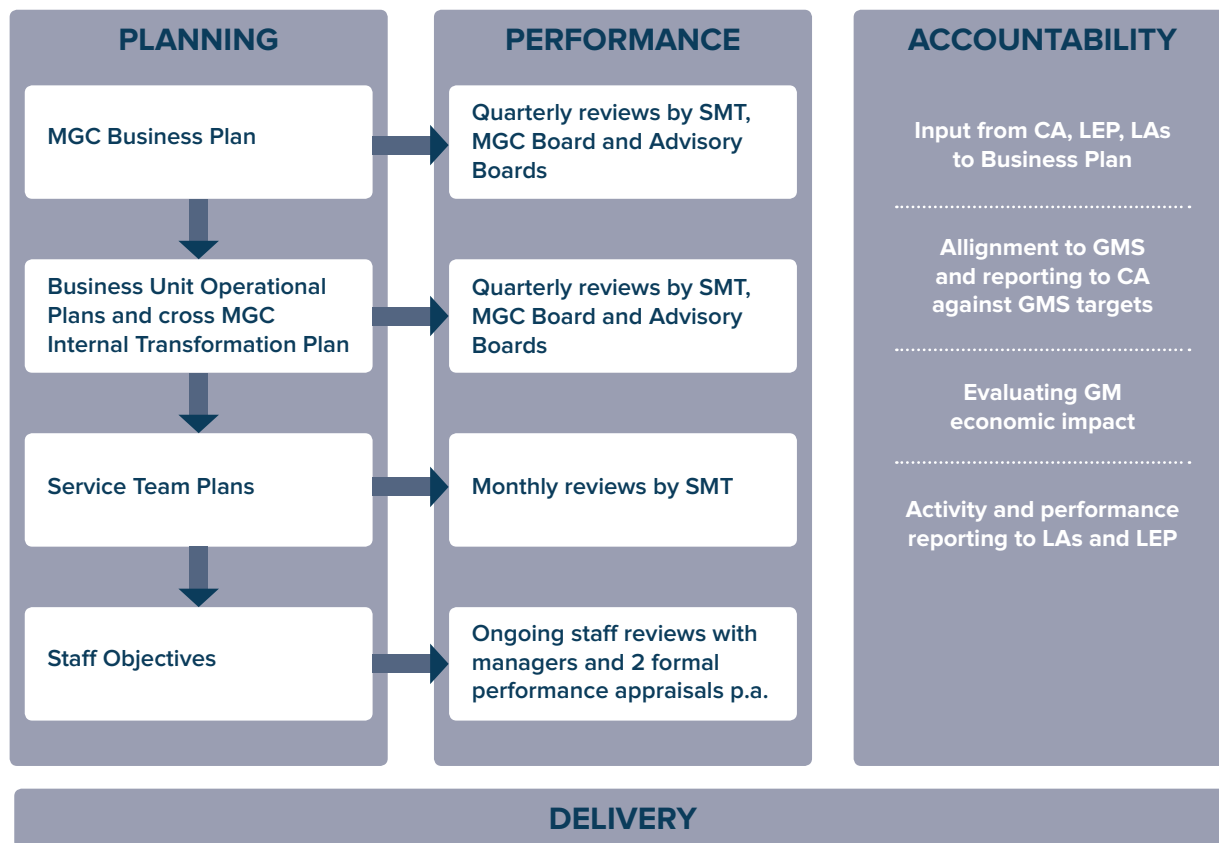 PLANNING
MGC Business Plan
Business Unit Operational
Plans and cross MGC
Internal Transformation Plan
Service Team Plans
Staff Objectives
PERFORMANCE
Quarterly reviews by SMT,
MGC Board and Advisory
Boards
Quarterly reviews by SMT,
MGC Board and Advisory
Boards
Monthly reviews by SMT
Ongoing staff reviews with
managers and 2 formal
performance appraisals p.a.
ACCOUNTABILITY
Input from CA, LEP, LAs
to Business Plan
Allignment to GMS
and reporting to CA
against GMS targets
Evaluating GM
economic impact
Activity and performance
reporting to LAs and LEP
DELIVERY